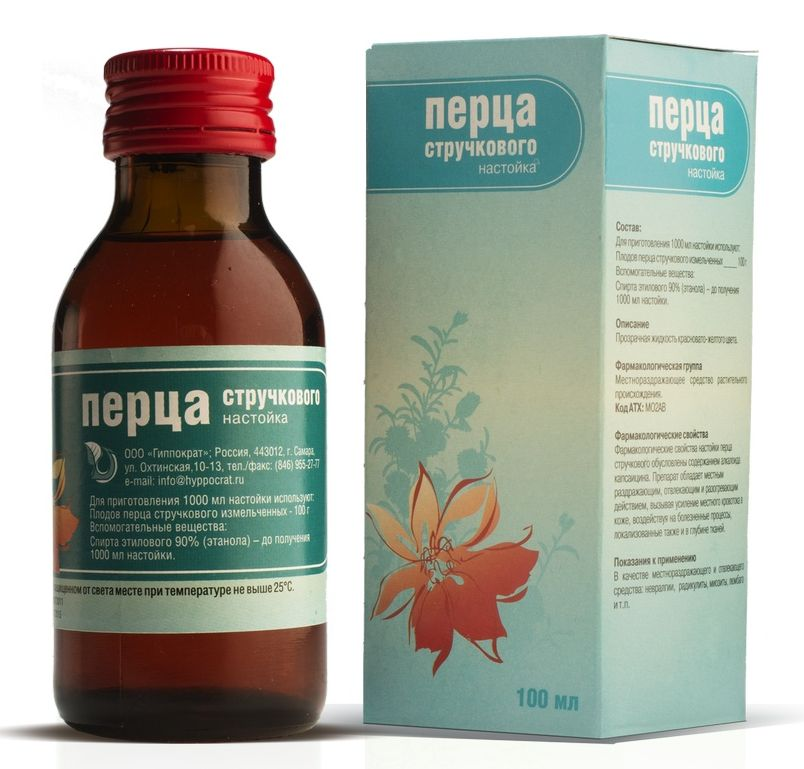 перца
стручкового
настойка
ООО «Гиппократ»; Россия, 443012, г. Самара,
ул. Охтинская,10-13, тел./факс: (846) 955-27-77
e-mail: info@hyppocrat.ru
Для приготовления 1000 мл настойки используют:
Плодов перца стручкового измельченных - 100 г
Вспомогательные вещества:
Спирта этилового 90% (этанола) – до получения
1000 мл настойки.
от света месте при температуре не выше 25°С.
перца
стручкового
настойка
100 мл
перца
стручкового
настойка
Состав:
Для приготовления 1000 мл настойки используют:
Плодов перца стручкового измельченных ____ 100 г
Вспомогательные вещества:
Спирта этилового 90% (этанола) – до получения
1000 мл настойки.
Описание
Прозрачная жидкость красновато-желтого цвета.
Фармакологическая группа
Местнораздражающее средство растительного
происхождения.
Код АТХ: М02АВ
Фармакологические свойства
Фармакологические свойства настойки перца
стручкового обусловлены содержанием алкалоида
капсаицина. Препарат обладает местным
раздражающим, отвлекающим и разогревающим
действием, вызывая усиление местного кровотока в
коже, воздействуя на болезненные процессы,
локализованные также и в глубине тканей.
Показания к применению
В качестве местнораздражающего и отвлекающего
средства: невралгии, радикулиты, миозиты, люмбаго
и т.п.